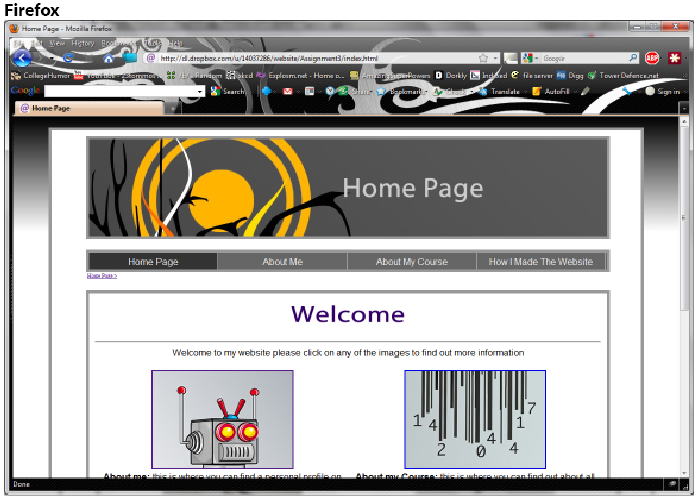 Firefox
Home Page - Mozilla Firefox
File Edit View History Bookmarks Tools Help
http://dl.dropbox.com/u/14037286/website/Assignment3/index.html
Google
CollegeHumor Explosm.net - Home o... Dorkly file server Digg Tower Defence.net
Google Search Share Bookmarks Check Translate AutoFill Sign in
Home Page
Home Page
Home Page About Me About My Course How I Made The Website
Home Page >
Welcome
Welcome to my website please click on any of the images to find out more information
1 4 2 0 4 4 1 7
About me: this is where you can find a personal profile on
About my Course: this is where you can find out about all
Done